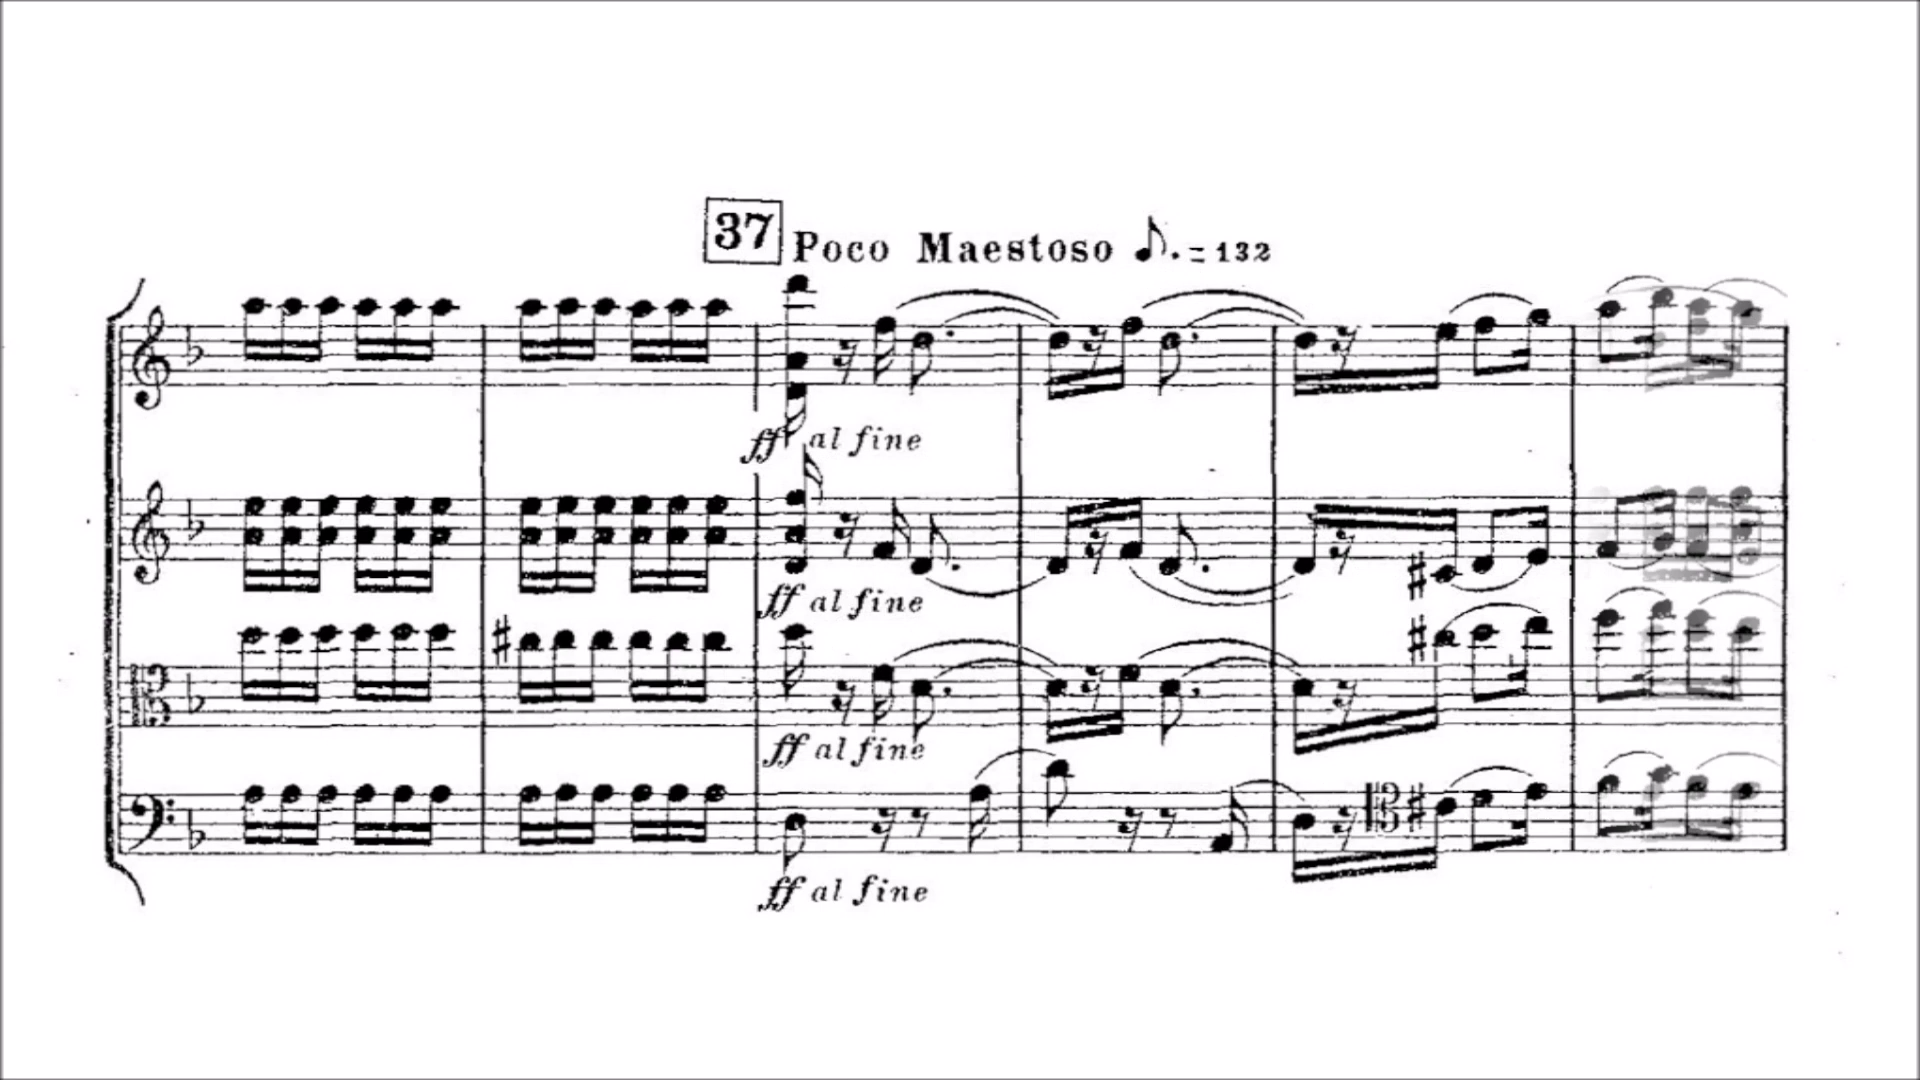 37 Poco Maestoso ♪. = 132
ff al fine
ff al fine
ff al fine
ff al fine